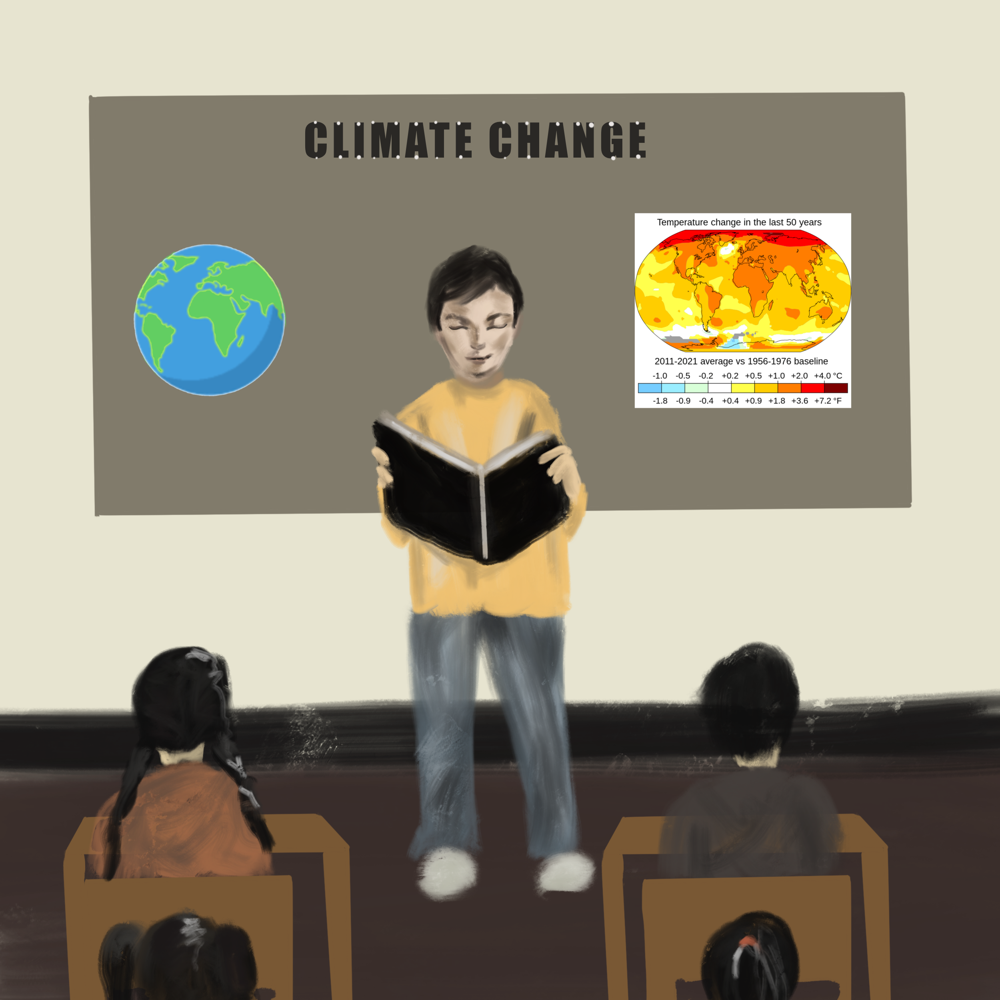 CLIMATE CHANGE
Temperature change in the last 50 years
2011-2021 average vs 1956-1976 baseline
-1.0 -0.5 -0.2 +0.2 +0.5 +1.0 +2.0 +4.0 °C
-1.8 -0.9 -0.4 +0.4 +0.9 +1.8 +3.6 +7.2 °F